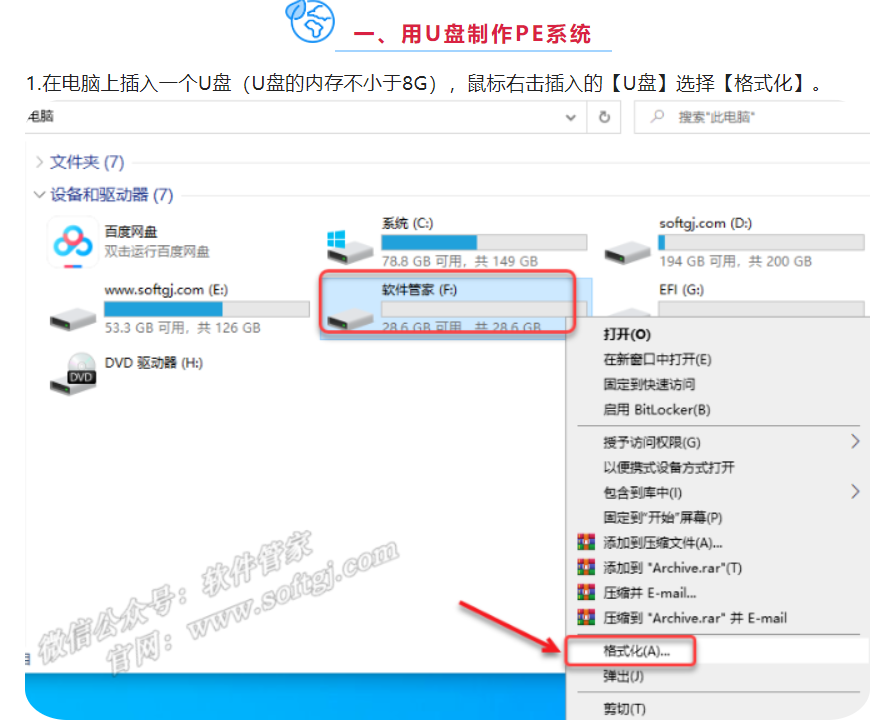 一、用U盘制作PE系统
1.在电脑上插入一个U盘（U盘的内存不小于8G），鼠标右击插入的【U盘】选择【格式化】。
电脑
搜索"此电脑"
文件夹 (7)
设备和驱动器 (7)
百度网盘
双击运行百度网盘
系统 (C:)
78.8 GB 可用，共 149 GB
softgj.com (D:)
194 GB 可用，共 200 GB
www.softgj.com (E:)
53.3 GB 可用，共 126 GB
软件管家 (F:)
28.6 GB 可用，共 28.6 GB
EFI (G:)
DVD
DVD 驱动器 (H:)
打开(O)
在新窗口中打开(E)
固定到快速访问
启用 BitLocker(B)
授予访问权限(G)
以便携式设备方式打开
包含到库中(I)
固定到"开始"屏幕(P)
添加到压缩文件(A)...
添加到 "Archive.rar"(T)
压缩并 E-mail...
压缩到 "Archive.rar" 并 E-mail
格式化(A)...
弹出(J)
剪切(T)
微信公众号：软件管家
官网：www.softgj.com